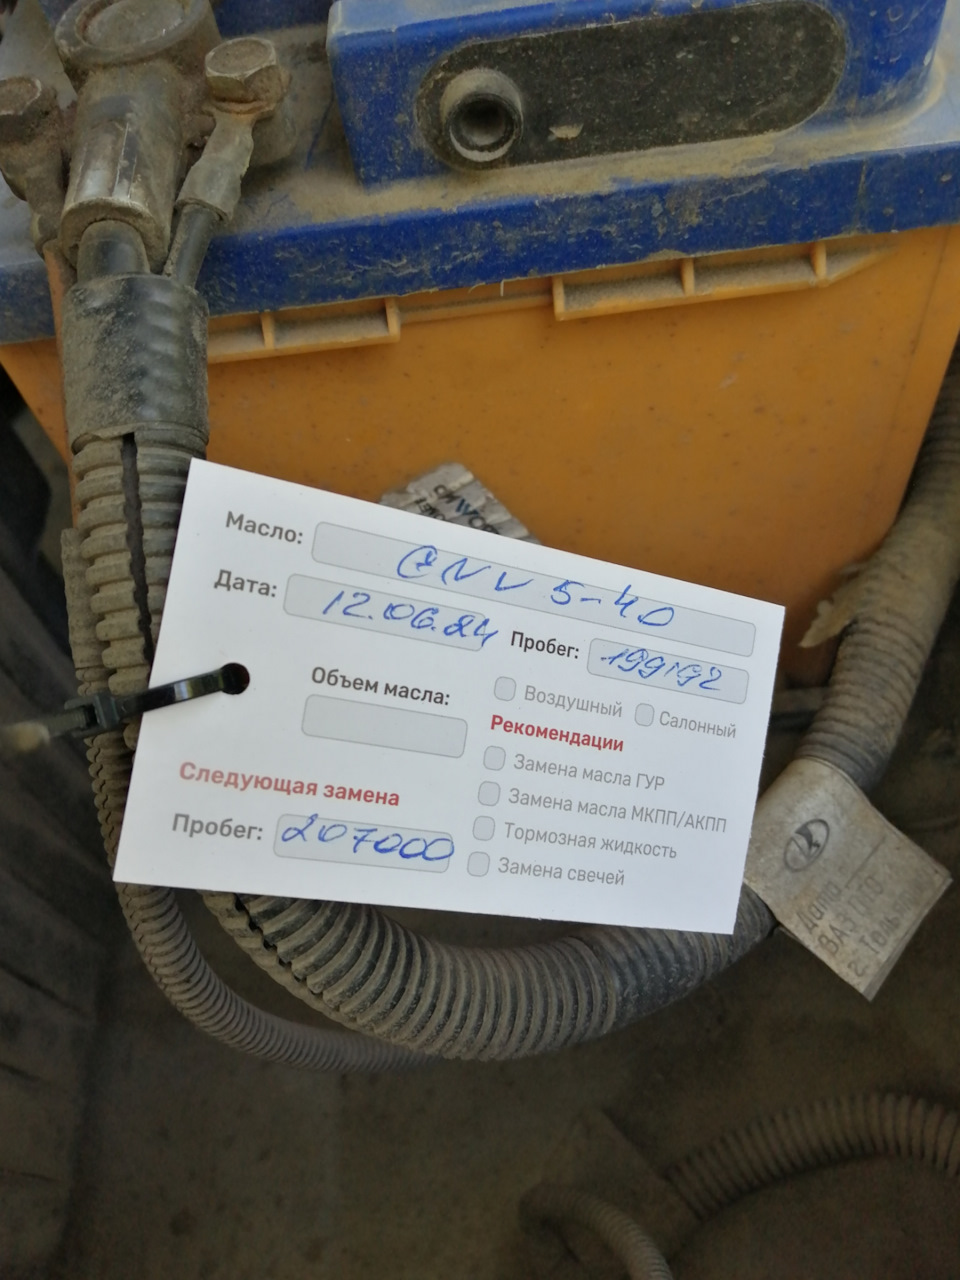 Масло: GNV 5-40
Дата: 12.06.24 Пробег: 199192
Объем масла:
Воздушный Салонный
Рекомендации
Замена масла ГУР
Замена масла МКПП/АКПП
Тормозная жидкость
Замена свечей
Следующая замена
Пробег: 207000